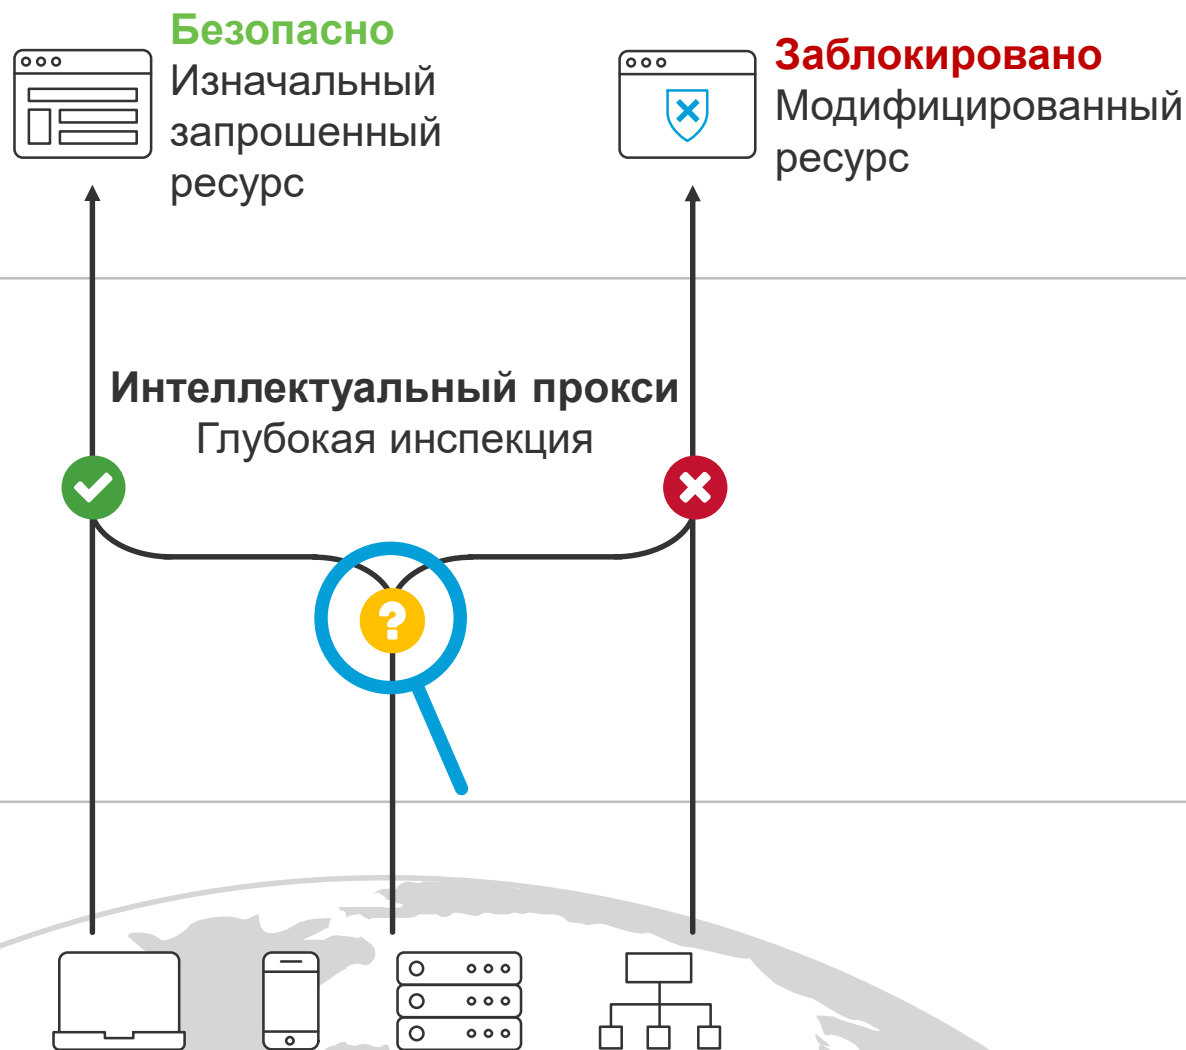 Безопасно
Изначальный
запрошенный
ресурс
Заблокировано
Модифицированный
ресурс
Интеллектуальный прокси
Глубокая инспекция
?